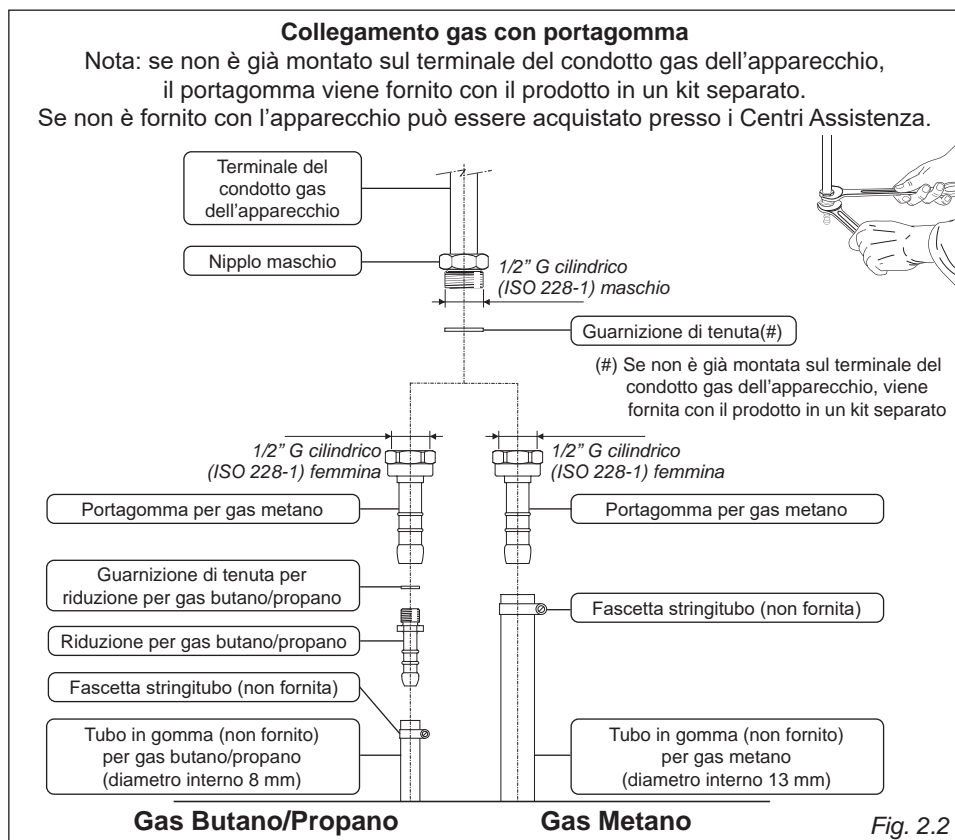 Collegamento gas con portagomma
Nota: se non è già montato sul terminale del condotto gas dell'apparecchio,
il portagomma viene fornito con il prodotto in un kit separato.
Se non è fornito con l'apparecchio può essere acquistato presso i Centri Assistenza.
Terminale del
condotto gas
dell'apparecchio
Nipplo maschio
1/2” G cilindrico
(ISO 228-1) maschio
Guarnizione di tenuta(#)
(#) Se non è già montata sul terminale del
condotto gas dell'apparecchio, viene
fornita con il prodotto in un kit separato
1/2” G cilindrico
(ISO 228-1) femmina
1/2” G cilindrico
(ISO 228-1) femmina
Portagomma per gas metano
Portagomma per gas metano
Guarnizione di tenuta per
riduzione per gas butano/propano
Fascetta stringitubo (non fornita)
Riduzione per gas butano/propano
Fascetta stringitubo (non fornita)
Tubo in gomma (non fornito)
per gas butano/propano
(diametro interno 8 mm)
Tubo in gomma (non fornito)
per gas metano
(diametro interno 13 mm)
Gas Butano/Propano
Gas Metano
Fig. 2.2